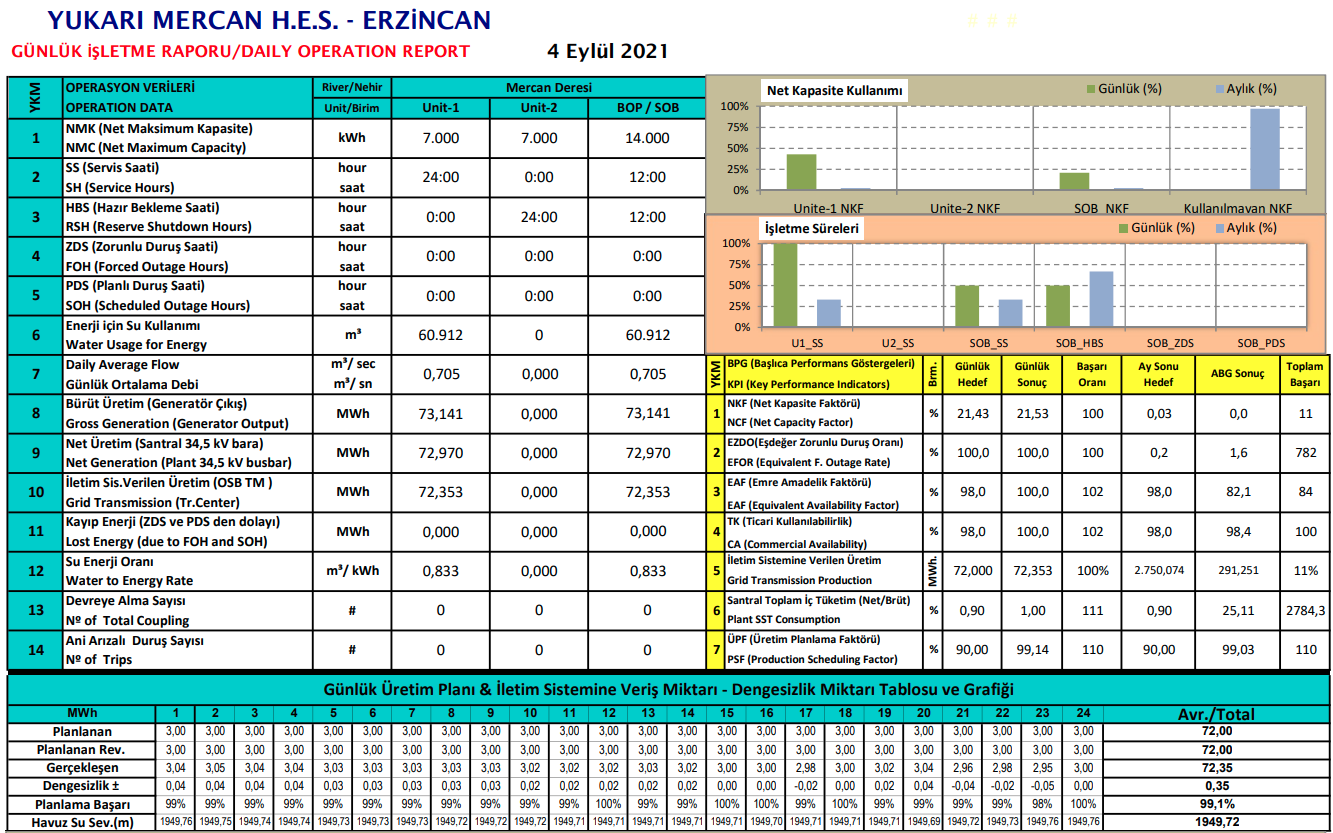 YUKARI MERCAN H.E.S. - ERZİNCAN
# # #
GÜNLÜK İŞLETME RAPORU/DAILY OPERATION REPORT 4 Eylül 2021
YKM OPERASYON VERİLERİ River/Nehir Mercan Deresi
OPERATION DATA Unit/Birim Unit-1 Unit-2 BOP / SOB
1 NMK (Net Maksimum Kapasite) NMC (Net Maximum Capacity) kWh 7.000 7.000 14.000
2 SS (Servis Saati) SH (Service Hours) hour saat 24:00 0:00 12:00
3 HBS (Hazır Bekleme Saati) RSH (Reserve Shutdown Hours) hour saat 0:00 24:00 12:00
4 ZDS (Zorunlu Duruş Saati) FOH (Forced Outage Hours) hour saat 0:00 0:00 0:00
5 PDS (Planlı Duruş Saati) SOH (Scheduled Outage Hours) hour saat 0:00 0:00 0:00
6 Enerji için Su Kullanımı Water Usage for Energy m³ 60.912 0 60.912
7 Daily Average Flow Günlük Ortalama Debi m³/ sec m³/ sn 0,705 0,000 0,705
8 Bürüt Üretim (Generatör Çıkış) Gross Generation (Generator Output) MWh 73,141 0,000 73,141
9 Net Üretim (Santral 34,5 kV bara) Net Generation (Plant 34,5 kV busbar) MWh 72,970 0,000 72,970
10 İletim Sis.Verilen Üretim (OSB TM ) Grid Transmission (Tr.Center) MWh 72,353 0,000 72,353
11 Kayıp Enerji (ZDS ve PDS den dolayı) Lost Energy (due to FOH and SOH) MWh 0,000 0,000 0,000
12 Su Enerji Oranı Water to Energy Rate m³/ kWh 0,833 0,000 0,833
13 Devreye Alma Sayısı Nº of Total Coupling # 0 0 0
14 Ani Arızalı Duruş Sayısı Nº of Trips # 0 0 0
Net Kapasite Kullanımı Günlük (%) Aylık (%)
100%
75%
50%
25%
0%
Unite-1 NKF Unite-2 NKF SOB NKF Kullanılmayan NKF
İşletme Süreleri Günlük (%) Aylık (%)
100%
75%
50%
25%
0%
U1_SS U2_SS SOB_SS SOB_HBS SOB_ZDS SOB_PDS
YKM BPG (Başlıca Performans Göstergeleri) KPI (Key Performance Indicators) Brm. Günlük Hedef Günlük Sonuç Başarı Oranı Ay Sonu Hedef ABG Sonuç Toplam Başarı
1 NKF (Net Kapasite Faktörü) NCF (Net Capacity Factor) % 21,43 21,53 100 0,03 0,0 11
2 EZDO(Eşdeğer Zorunlu Duruş Oranı) EFOR (Equivalent F. Outage Rate) % 100,0 100,0 100 0,2 1,6 782
3 EAF (Emre Amadelik Faktörü) EAF (Equivalent Availability Factor) % 98,0 100,0 102 98,0 82,1 84
4 TK (Ticari Kullanılabilirlik) CA (Commercial Availability) % 98,0 100,0 102 98,0 98,4 100
5 İletim Sistemine Verilen Üretim Grid Transmission Production MWh. 72,000 72,353 100% 2.750,074 291,251 11%
6 Santral Toplam İç Tüketim (Net/Brüt) Plant SST Consumption % 0,90 1,00 111 0,90 25,11 2784,3
7 ÜPF (Üretim Planlama Faktörü) PSF (Production Scheduling Factor) % 90,00 99,14 110 90,00 99,03 110
Günlük Üretim Planı & İletim Sistemine Veriş Miktarı - Dengesizlik Miktarı Tablosu ve Grafiği
MWh 1 2 3 4 5 6 7 8 9 10 11 12 13 14 15 16 17 18 19 20 21 22 23 24 Avr./Total
Planlanan 3,00 3,00 3,00 3,00 3,00 3,00 3,00 3,00 3,00 3,00 3,00 3,00 3,00 3,00 3,00 3,00 3,00 3,00 3,00 3,00 3,00 3,00 3,00 3,00 72,00
Planlanan Rev. 3,00 3,00 3,00 3,00 3,00 3,00 3,00 3,00 3,00 3,00 3,00 3,00 3,00 3,00 3,00 3,00 3,00 3,00 3,00 3,00 3,00 3,00 3,00 3,00 72,00
Gerçekleşen 3,04 3,05 3,04 3,04 3,03 3,03 3,03 3,03 3,03 3,02 3,02 3,02 3,03 3,02 3,00 3,00 2,98 3,00 3,02 3,04 2,96 2,98 2,95 3,00 72,35
Dengesizlik ± 0,04 0,04 0,04 0,04 0,03 0,03 0,03 0,03 0,03 0,02 0,02 0,02 0,02 0,02 0,00 0,00 -0,02 0,00 0,02 0,04 -0,04 -0,02 -0,05 0,00 0,35
Planlama Başarı 99% 99% 99% 99% 99% 99% 99% 99% 99% 99% 99% 100% 99% 99% 100% 100% 99% 100% 99% 99% 99% 99% 98% 100% 99,1%
Havuz Su Sev.(m) 1949,76 1949,75 1949,74 1949,74 1949,73 1949,73 1949,73 1949,72 1949,72 1949,72 1949,71 1949,71 1949,71 1949,71 1949,71 1949,71 1949,71 1949,71 1949,70 1949,69 1949,72 1949,73 1949,74 1949,76 1949,72